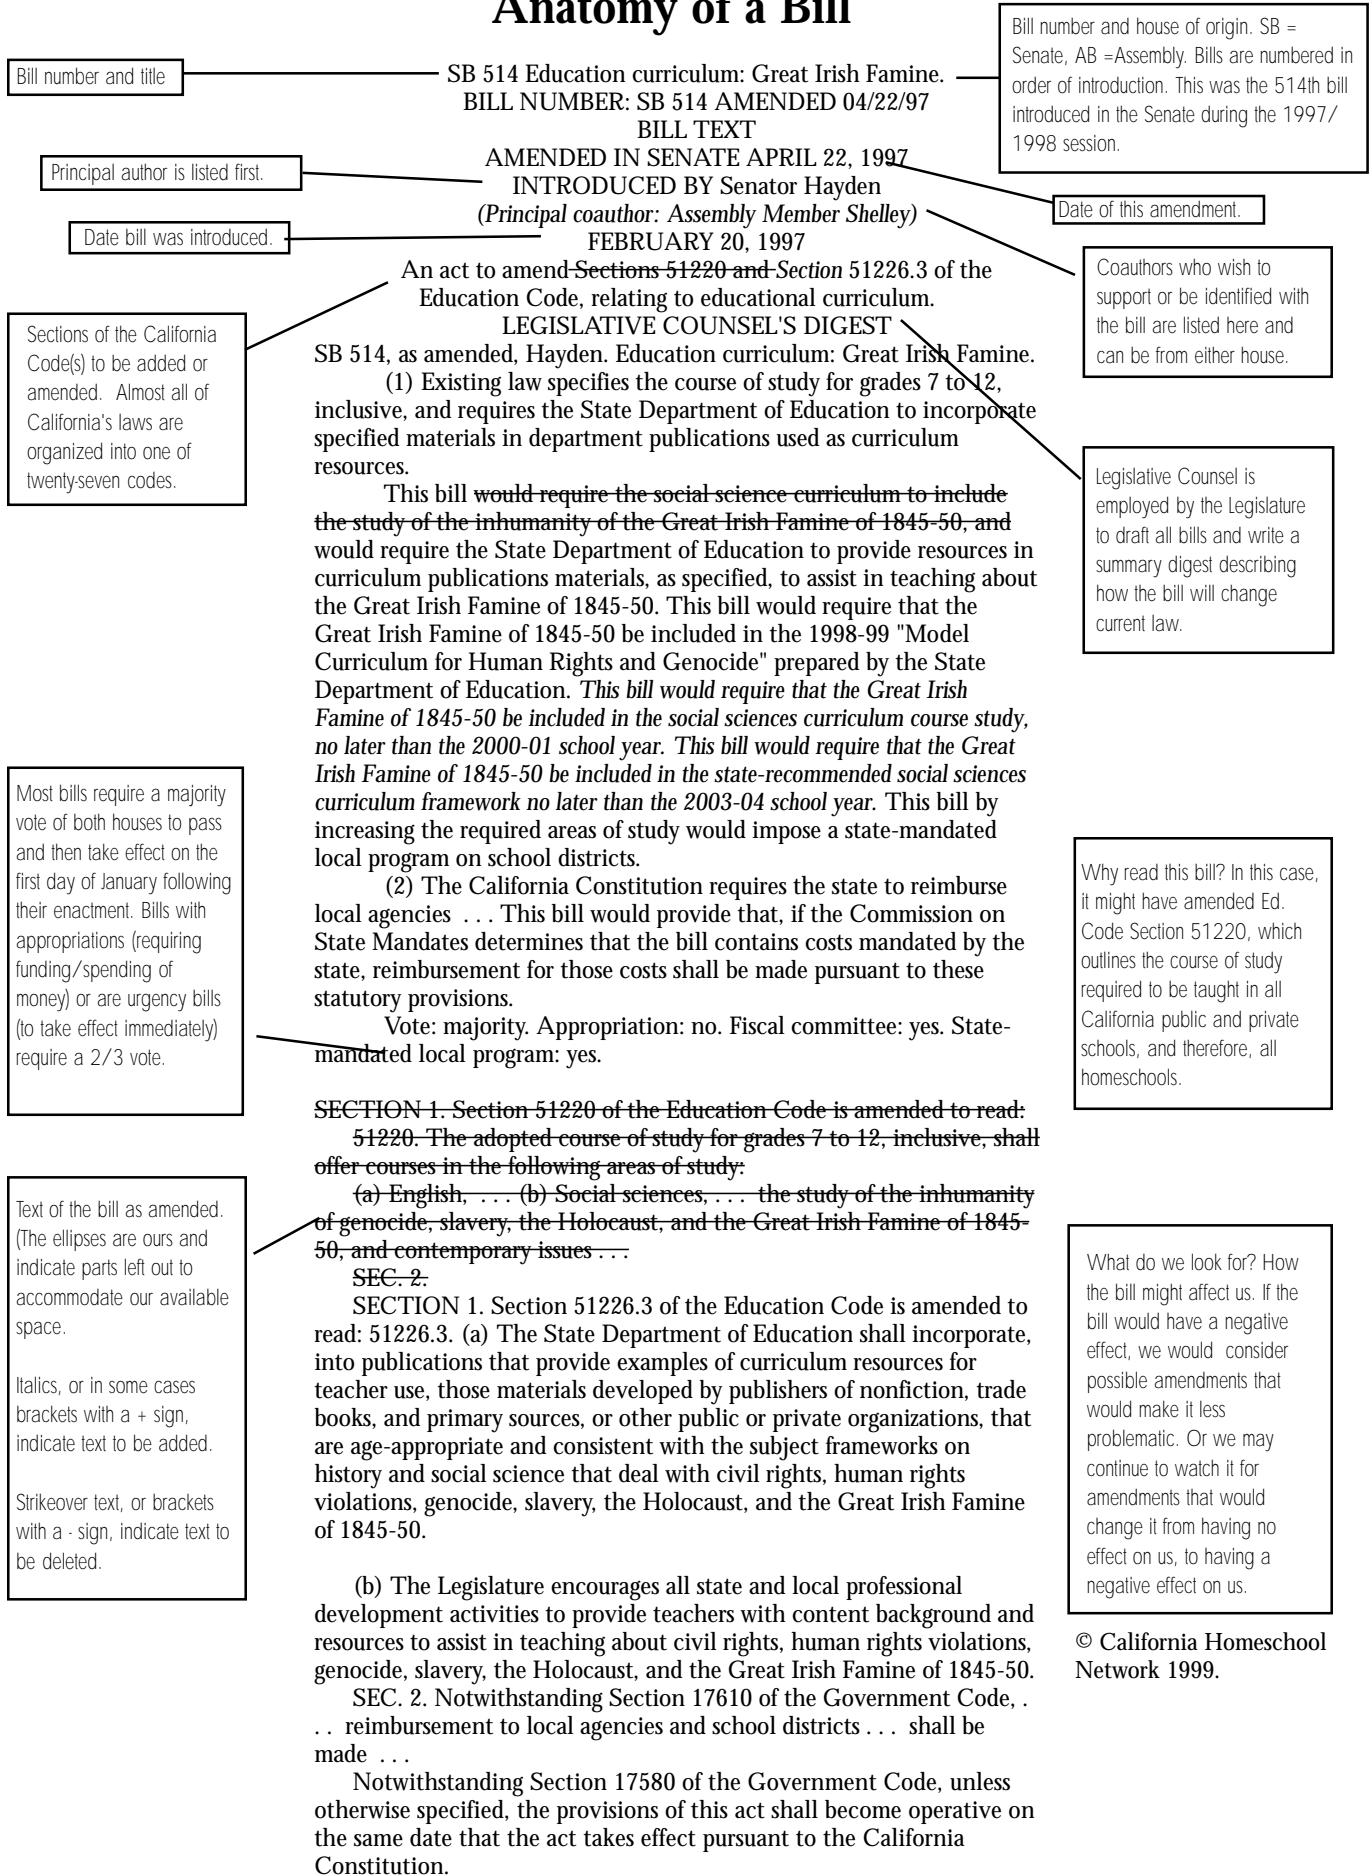 Anatomy of a Bill
Bill number and title
Principal author is listed first.
Date bill was introduced.
Sections of the California
Code(s) to be added or
amended. Almost all of
California's laws are
organized into one of
twenty-seven codes.
Most bills require a majority
vote of both houses to pass
and then take effect on the
first day of January following
their enactment. Bills with
appropriations (requiring
funding/spending of
money) or are urgency bills
(to take effect immediately)
require a 2/3 vote.
Text of the bill as amended.
(The ellipses are ours and
indicate parts left out to
accommodate our available
space.
Italics, or in some cases
brackets with a + sign,
indicate text to be added.
Strikeover text, or brackets
with a - sign, indicate text to
be deleted.
SB 514 Education curriculum: Great Irish Famine.
BILL NUMBER: SB 514 AMENDED 04/22/97
BILL TEXT
AMENDED IN SENATE APRIL 22, 1997
INTRODUCED BY Senator Hayden
(Principal coauthor: Assembly Member Shelley)
FEBRUARY 20, 1997
An act to amend Sections 51220 and Section 51226.3 of the
Education Code, relating to educational curriculum.
LEGISLATIVE COUNSEL'S DIGEST
SB 514, as amended, Hayden. Education curriculum: Great Irish Famine.
(1) Existing law specifies the course of study for grades 7 to 12,
inclusive, and requires the State Department of Education to incorporate
specified materials in department publications used as curriculum
resources.
This bill would require the social science curriculum to include
the study of the inhumanity of the Great Irish Famine of 1845-50, and
would require the State Department of Education to provide resources in
curriculum publications materials, as specified, to assist in teaching about
the Great Irish Famine of 1845-50. This bill would require that the
Great Irish Famine of 1845-50 be included in the 1998-99 "Model
Curriculum for Human Rights and Genocide" prepared by the State
Department of Education. This bill would require that the Great Irish
Famine of 1845-50 be included in the social sciences curriculum course study,
no later than the 2000-01 school year. This bill would require that the Great
Irish Famine of 1845-50 be included in the state-recommended social sciences
curriculum framework no later than the 2003-04 school year. This bill by
increasing the required areas of study would impose a state-mandated
local program on school districts.
(2) The California Constitution requires the state to reimburse
local agencies . . . This bill would provide that, if the Commission on
State Mandates determines that the bill contains costs mandated by the
state, reimbursement for those costs shall be made pursuant to these
statutory provisions.
Vote: majority. Appropriation: no. Fiscal committee: yes. State-
mandated local program: yes.
SECTION 1. Section 51220 of the Education Code is amended to read:
51220. The adopted course of study for grades 7 to 12, inclusive, shall
offer courses in the following areas of study:
(a) English, . . . (b) Social sciences, . . . the study of the inhumanity
of genocide, slavery, the Holocaust, and the Great Irish Famine of 1845-
50, and contemporary issues . . .
SEC. 2.
SECTION 1. Section 51226.3 of the Education Code is amended to
read: 51226.3. (a) The State Department of Education shall incorporate,
into publications that provide examples of curriculum resources for
teacher use, those materials developed by publishers of nonfiction, trade
books, and primary sources, or other public or private organizations, that
are age-appropriate and consistent with the subject frameworks on
history and social science that deal with civil rights, human rights
violations, genocide, slavery, the Holocaust, and the Great Irish Famine
of 1845-50.
(b) The Legislature encourages all state and local professional
development activities to provide teachers with content background and
resources to assist in teaching about civil rights, human rights violations,
genocide, slavery, the Holocaust, and the Great Irish Famine of 1845-50.
SEC. 2. Notwithstanding Section 17610 of the Government Code, .
. . reimbursement to local agencies and school districts . . . shall be
made . . .
Notwithstanding Section 17580 of the Government Code, unless
otherwise specified, the provisions of this act shall become operative on
the same date that the act takes effect pursuant to the California
Constitution.
Bill number and house of origin. SB =
Senate, AB =Assembly. Bills are numbered in
order of introduction. This was the 514th bill
introduced in the Senate during the 1997/
1998 session.
Date of this amendment.
Coauthors who wish to
support or be identified with
the bill are listed here and
can be from either house.
Legislative Counsel is
employed by the Legislature
to draft all bills and write a
summary digest describing
how the bill will change
current law.
Why read this bill? In this case,
it might have amended Ed.
Code Section 51220, which
outlines the course of study
required to be taught in all
California public and private
schools, and therefore, all
homeschools.
What do we look for? How
the bill might affect us. If the
bill would have a negative
effect, we would consider
possible amendments that
would make it less
problematic. Or we may
continue to watch it for
amendments that would
change it from having no
effect on us, to having a
negative effect on us.
© California Homeschool
Network 1999.